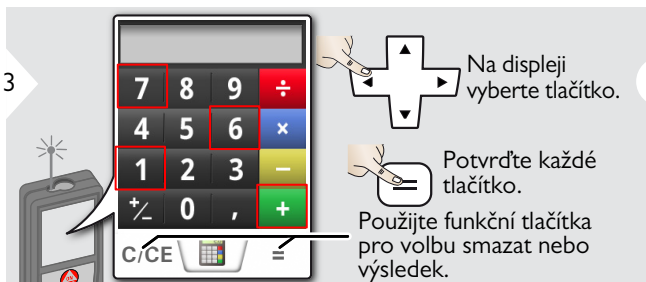 3
7 8 9 ÷
4 5 6 ×
1 2 3 −
+/− 0 , +
C/CE =
Na displeji
vyberte tlačítko.
=
Potvrďte každé
tlačítko.
Použijte funkční tlačítka
pro volbu smazat nebo
výsledek.